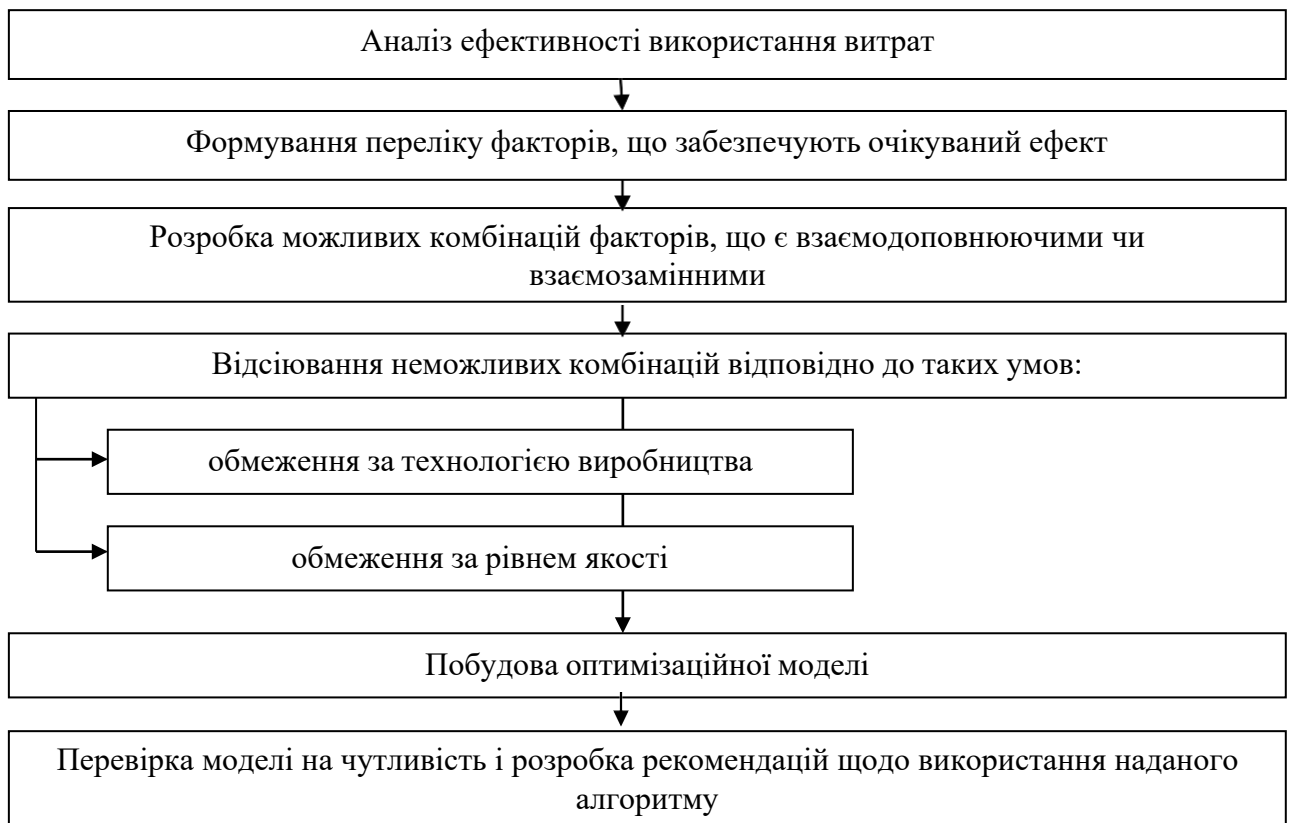 Аналіз ефективності використання витрат
Формування переліку факторів, що забезпечують очікуваний ефект
Розробка можливих комбінацій факторів, що є взаємодоповнюючими чи
взаємозамінними
Відсіювання неможливих комбінацій відповідно до таких умов:
обмеження за технологією виробництва
обмеження за рівнем якості
Побудова оптимізаційної моделі
Перевірка моделі на чутливість і розробка рекомендацій щодо використання наданого
алгоритму